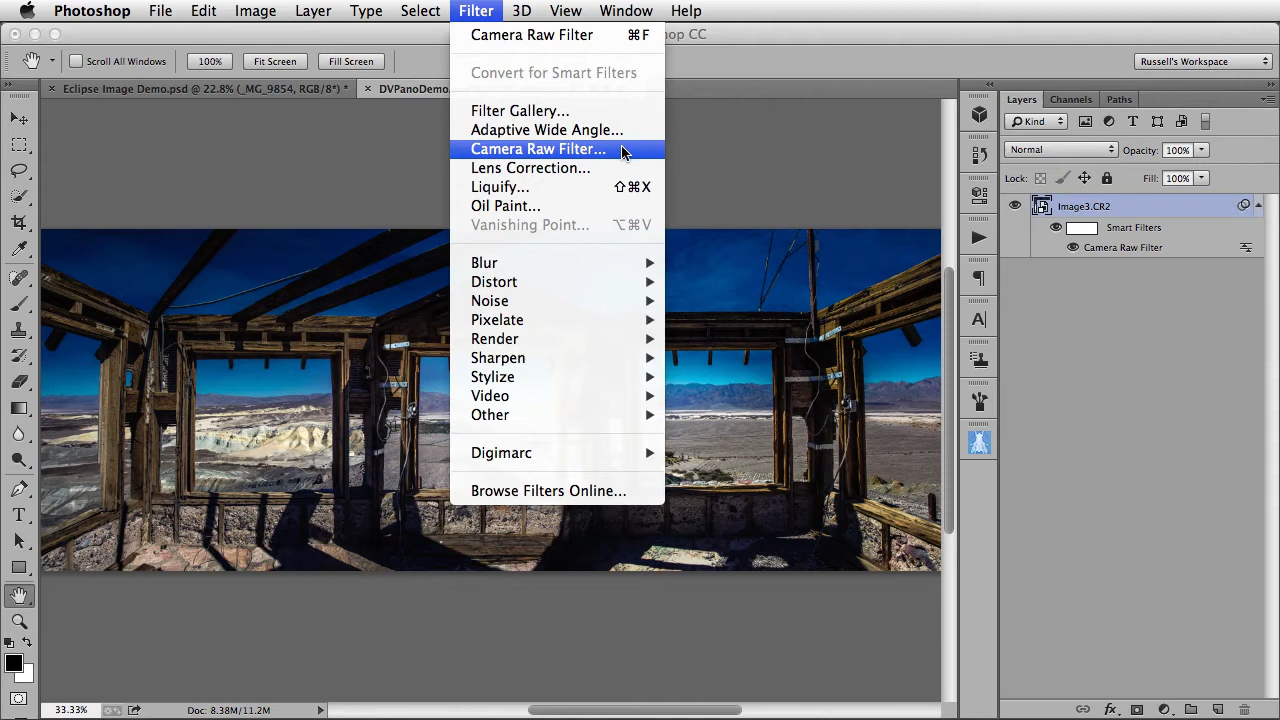 Photoshop File Edit Image Layer Type Select Filter 3D View Window Help
Scroll All Windows 100% Fit Screen Fill Screen Russell's Workspace
Eclipse Image Demo.psd @ 22.8% (_MG_9854, RGB/8*) *
Camera Raw Filter ⌘F
Convert for Smart Filters
Filter Gallery...
Adaptive Wide Angle...
Camera Raw Filter...
Lens Correction...
Liquify... ⇧⌘X
Oil Paint...
Vanishing Point... ⌥⌘V
Blur
Distort
Noise
Pixelate
Render
Sharpen
Stylize
Video
Other
Digimarc
Browse Filters Online...
Layers Channels Paths
Kind
Normal Opacity: 100%
Lock: Fill: 100%
Image3.CR2
Smart Filters
Camera Raw Filter
33.33% Doc: 8.38M/11.2M